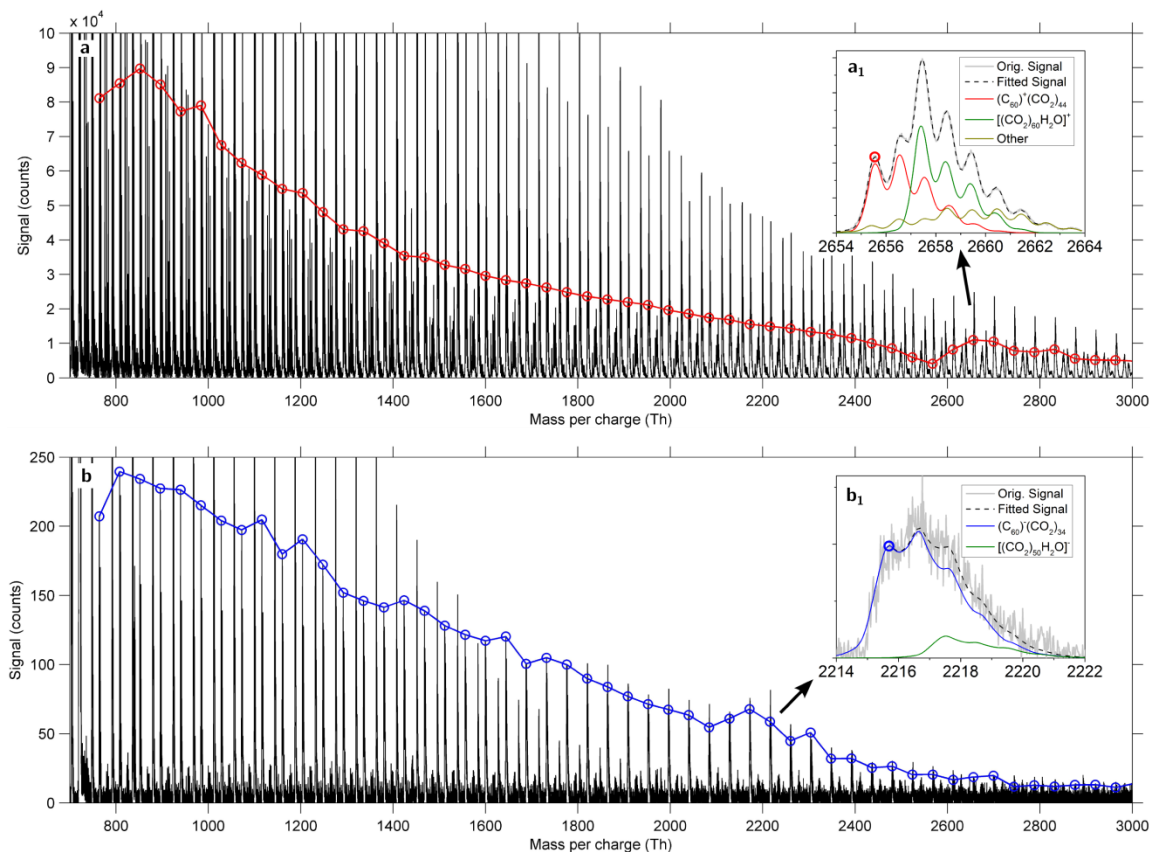 × 10⁴
a
10
9
8
7
6
5
4
3
2
1
0
Signal (counts)
800 1000 1200 1400 1600 1800 2000 2200 2400 2600 2800 3000
Mass per charge (Th)
a₁
Orig. Signal
Fitted Signal
(C₆₀)⁺(CO₂)₄₄
[(CO₂)₆₀H₂O]⁺
Other
2654 2656 2658 2660 2662 2664
b
250
200
150
100
50
0
Signal (counts)
800 1000 1200 1400 1600 1800 2000 2200 2400 2600 2800 3000
Mass per charge (Th)
b₁
Orig. Signal
Fitted Signal
(C₆₀)⁻(CO₂)₃₄
[(CO₂)₅₀H₂O]⁻
2214 2216 2218 2220 2222